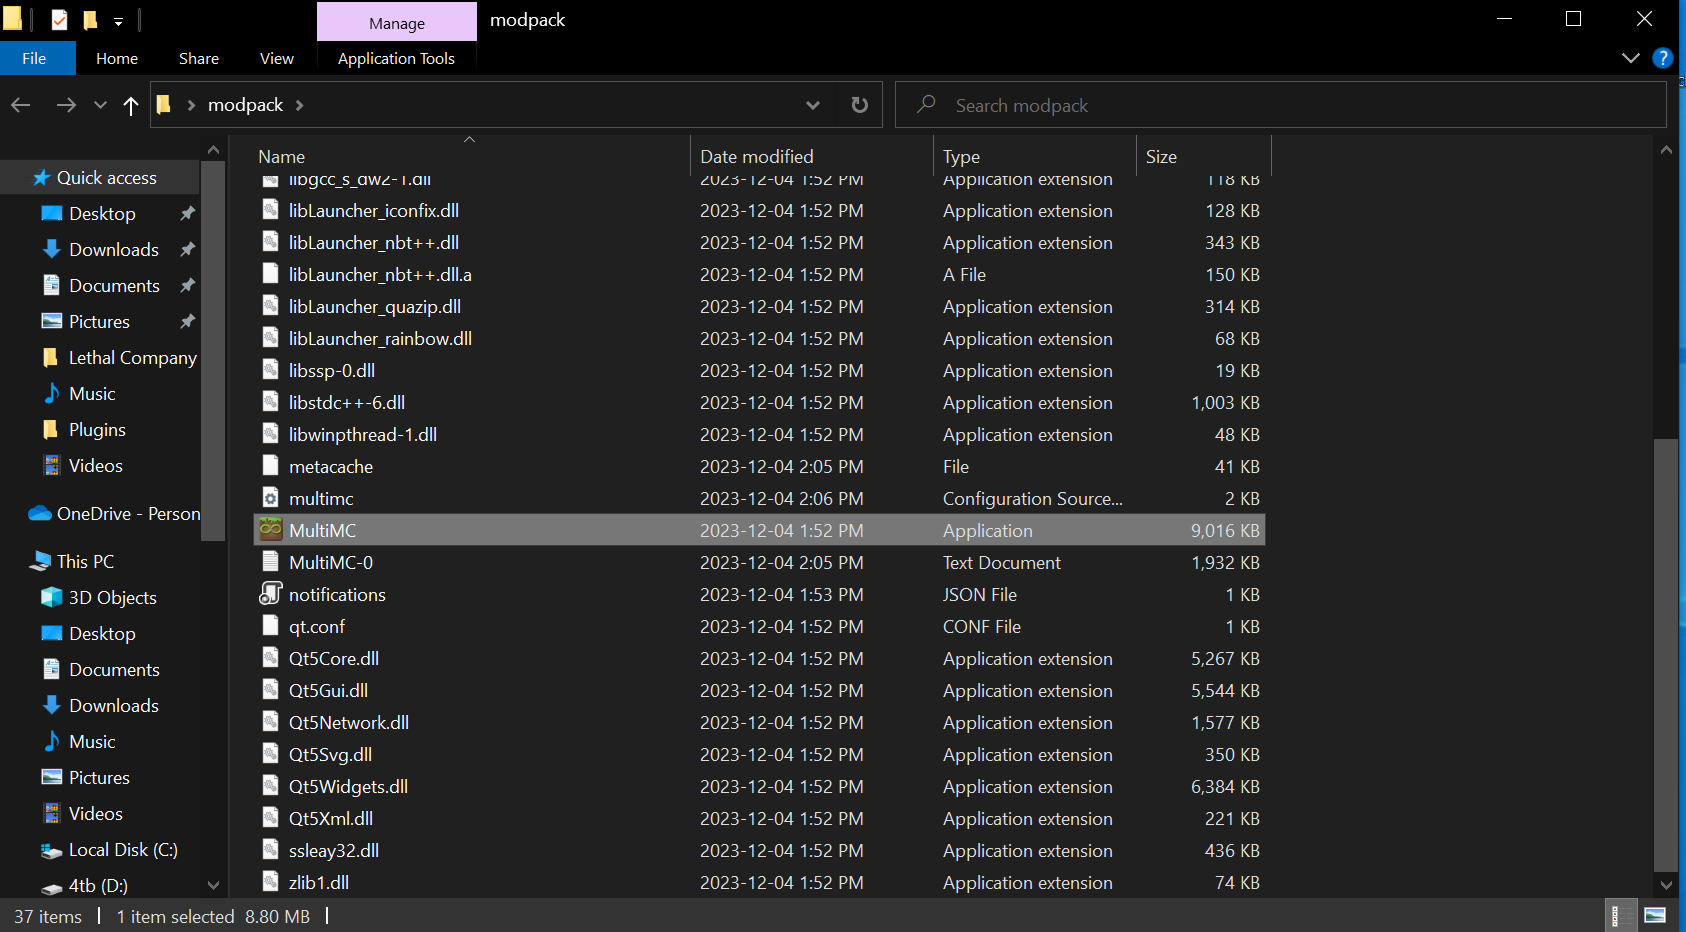 Manage
modpack
File
Home
Share
View
Application Tools
modpack
Search modpack
Name
Date modified
Type
Size
Quick access
Desktop
Downloads
Documents
Pictures
Lethal Company
Music
Plugins
Videos
OneDrive - Person
This PC
3D Objects
Desktop
Documents
Downloads
Music
Pictures
Videos
Local Disk (C:)
4tb (D:)
libgcc_s_dw2-1.dll 2023-12-04 1:52 PM Application extension 118 KB
libLauncher_iconfix.dll 2023-12-04 1:52 PM Application extension 128 KB
libLauncher_nbt++.dll 2023-12-04 1:52 PM Application extension 343 KB
libLauncher_nbt++.dll.a 2023-12-04 1:52 PM A File 150 KB
libLauncher_quazip.dll 2023-12-04 1:52 PM Application extension 314 KB
libLauncher_rainbow.dll 2023-12-04 1:52 PM Application extension 68 KB
libssp-0.dll 2023-12-04 1:52 PM Application extension 19 KB
libstdc++-6.dll 2023-12-04 1:52 PM Application extension 1,003 KB
libwinpthread-1.dll 2023-12-04 1:52 PM Application extension 48 KB
metacache 2023-12-04 2:05 PM File 41 KB
multimc 2023-12-04 2:06 PM Configuration Source... 2 KB
MultiMC 2023-12-04 1:52 PM Application 9,016 KB
MultiMC-0 2023-12-04 2:05 PM Text Document 1,932 KB
notifications 2023-12-04 1:53 PM JSON File 1 KB
qt.conf 2023-12-04 1:52 PM CONF File 1 KB
Qt5Core.dll 2023-12-04 1:52 PM Application extension 5,267 KB
Qt5Gui.dll 2023-12-04 1:52 PM Application extension 5,544 KB
Qt5Network.dll 2023-12-04 1:52 PM Application extension 1,577 KB
Qt5Svg.dll 2023-12-04 1:52 PM Application extension 350 KB
Qt5Widgets.dll 2023-12-04 1:52 PM Application extension 6,384 KB
Qt5Xml.dll 2023-12-04 1:52 PM Application extension 221 KB
ssleay32.dll 2023-12-04 1:52 PM Application extension 436 KB
zlib1.dll 2023-12-04 1:52 PM Application extension 74 KB
37 items
1 item selected 8.80 MB